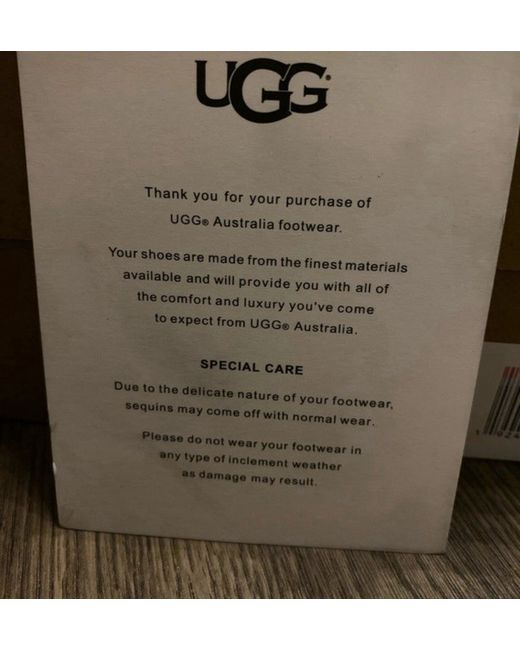 UGG®
Thank you for your purchase of
UGG® Australia footwear.
Your shoes are made from the finest materials
available and will provide you with all of
the comfort and luxury you've come
to expect from UGG® Australia.
SPECIAL CARE
Due to the delicate nature of your footwear,
sequins may come off with normal wear.
Please do not wear your footwear in
any type of inclement weather
as damage may result.